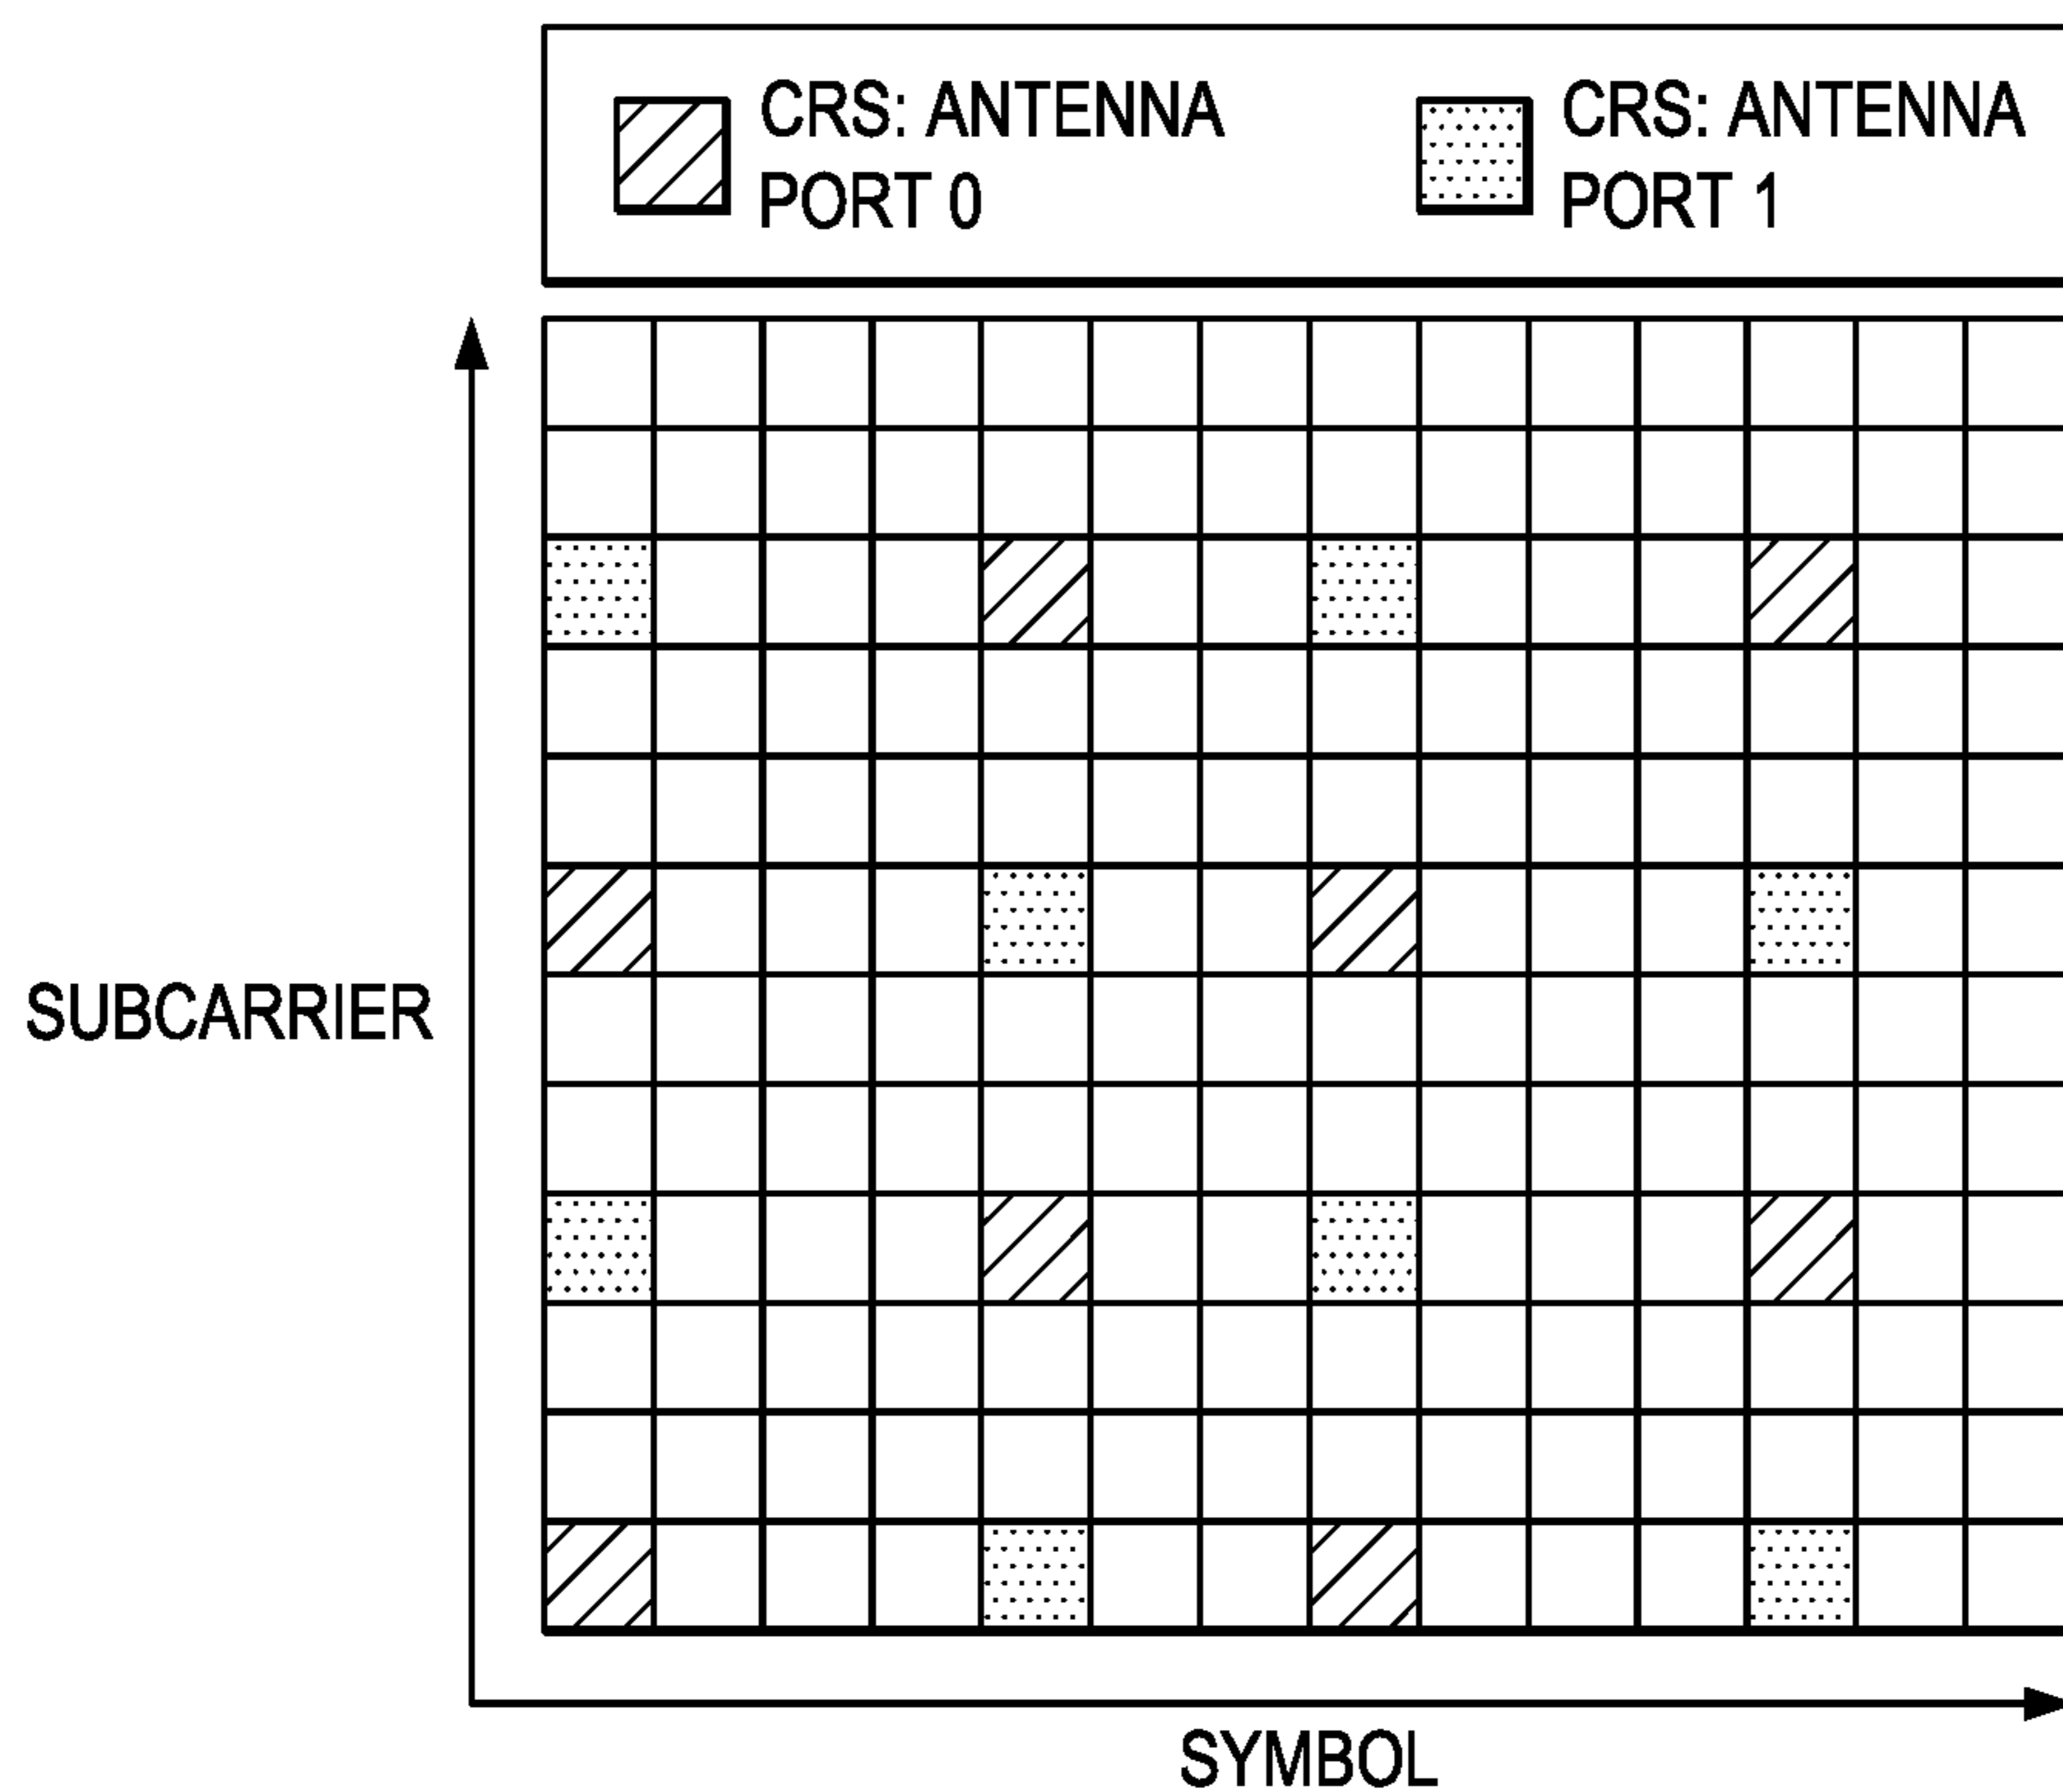 CRS: ANTENNA
PORT 0
CRS: ANTENNA
PORT 1
SUBCARRIER
SYMBOL